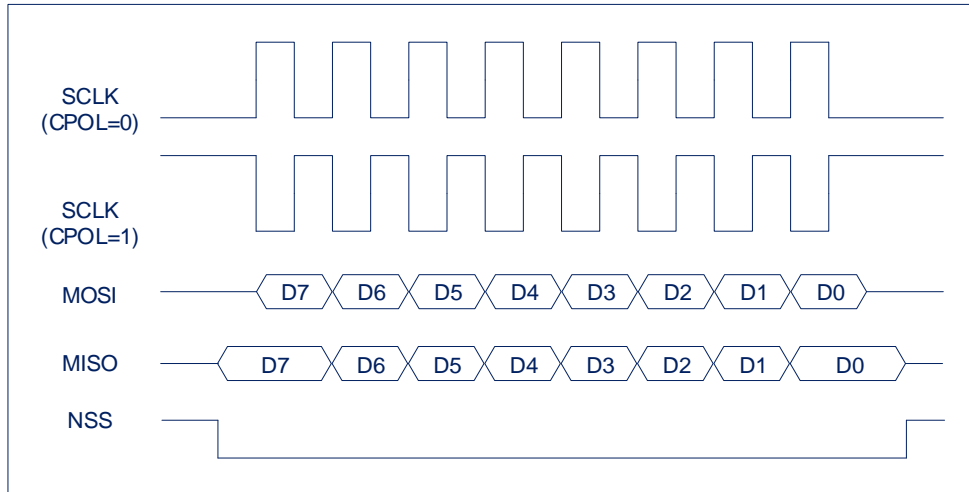 SCLK
(CPOL=0)
SCLK
(CPOL=1)
MOSI D7 D6 D5 D4 D3 D2 D1 D0
MISO D7 D6 D5 D4 D3 D2 D1 D0
NSS